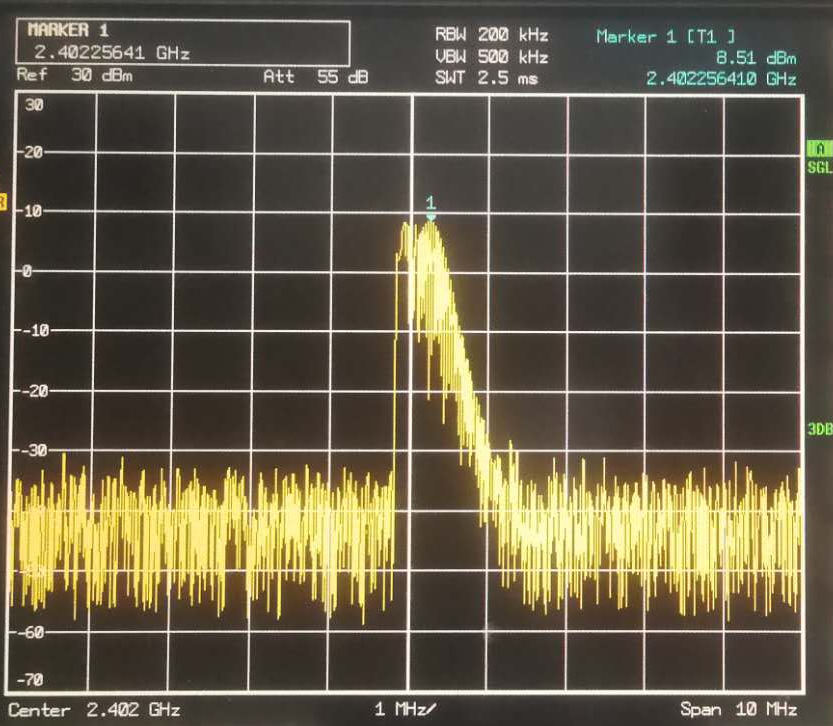 MARKER 1
2.40225641 GHz
Ref 30 dBm
Att 55 dB
RBW 200 kHz
VBW 500 kHz
SWT 2.5 ms
Marker 1 [T1 ]
8.51 dBm
2.402256410 GHz
30
A
SGL
-20
1
R
-10
-0
-10
-20
3DB
-30
-60
-70
Center 2.402 GHz
1 MHz/
Span 10 MHz